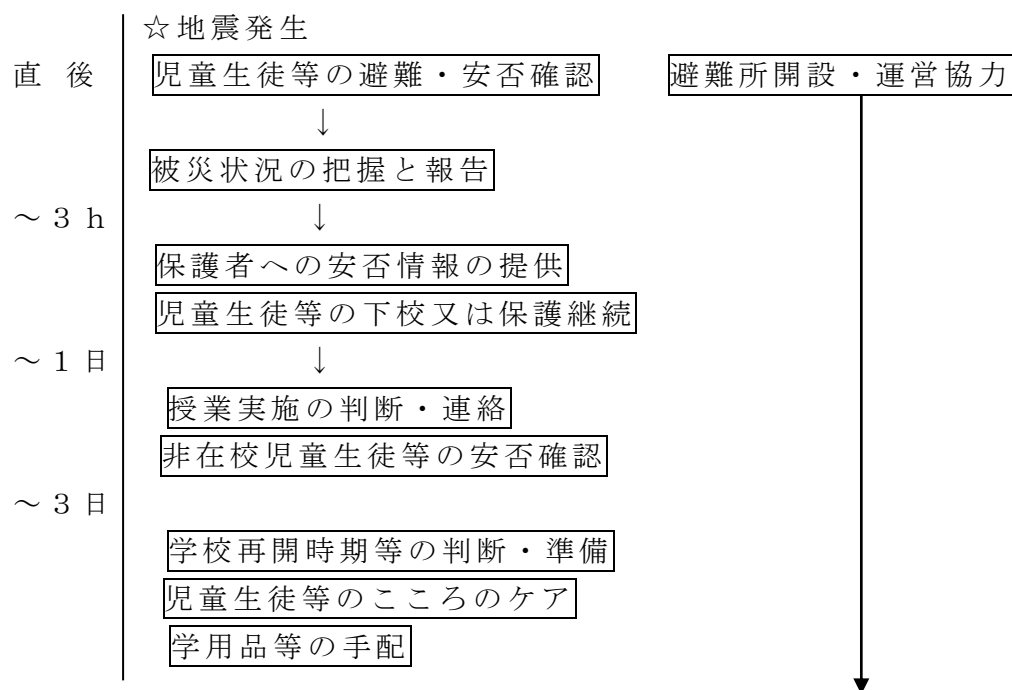 ☆地震発生
直後 児童生徒等の避難・安否確認 避難所開設・運営協力
↓
被災状況の把握と報告
～3h ↓
保護者への安否情報の提供
児童生徒等の下校又は保護継続
～1日 ↓
授業実施の判断・連絡
非在校児童生徒等の安否確認
～3日
学校再開時期等の判断・準備
児童生徒等のこころのケア
学用品等の手配